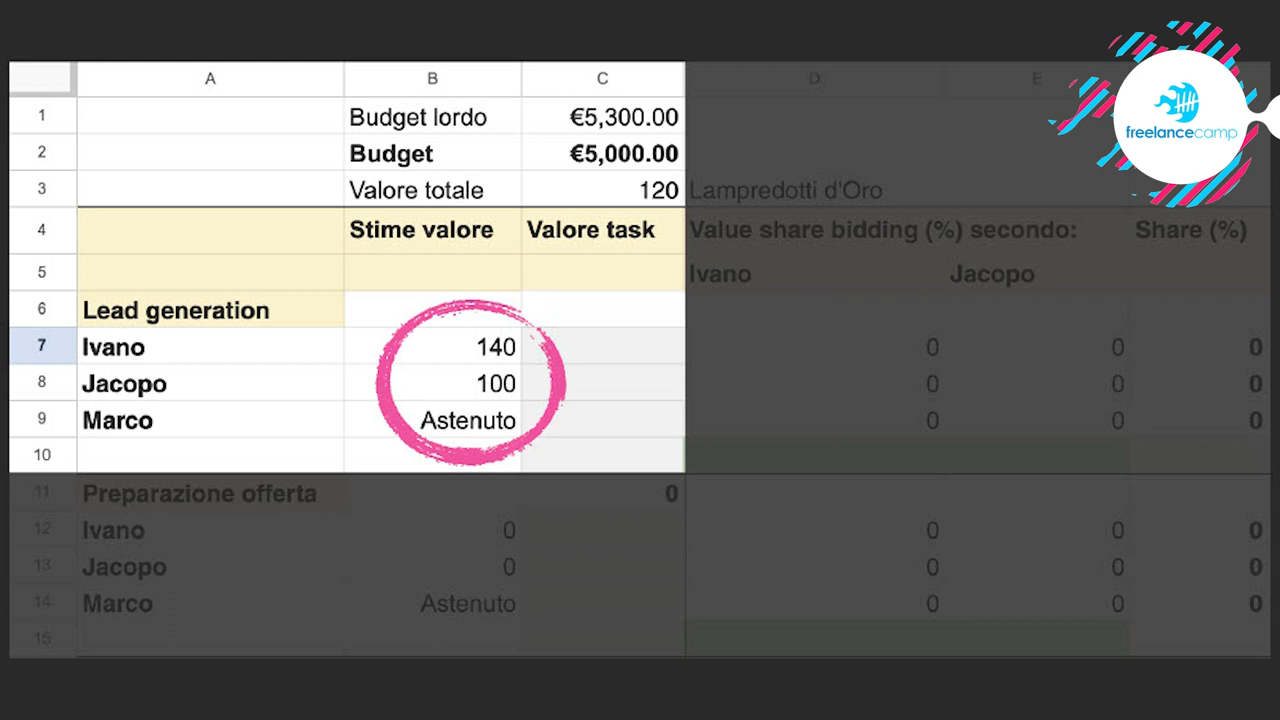 A B C D E
freelancecamp
1 Budget lordo €5,300.00
2 Budget €5,000.00
3 Valore totale 120 Lampredotti d'Oro
4 Stime valore Valore task Value share bidding (%) secondo: Share (%)
5 Ivano Jacopo
6 Lead generation
7 Ivano 140 0 0 0
8 Jacopo 100 0 0 0
9 Marco Astenuto 0 0 0
10
11 Preparazione offerta 0
12 Ivano 0 0 0 0
13 Jacopo 0 0 0 0
14 Marco Astenuto 0 0 0
15